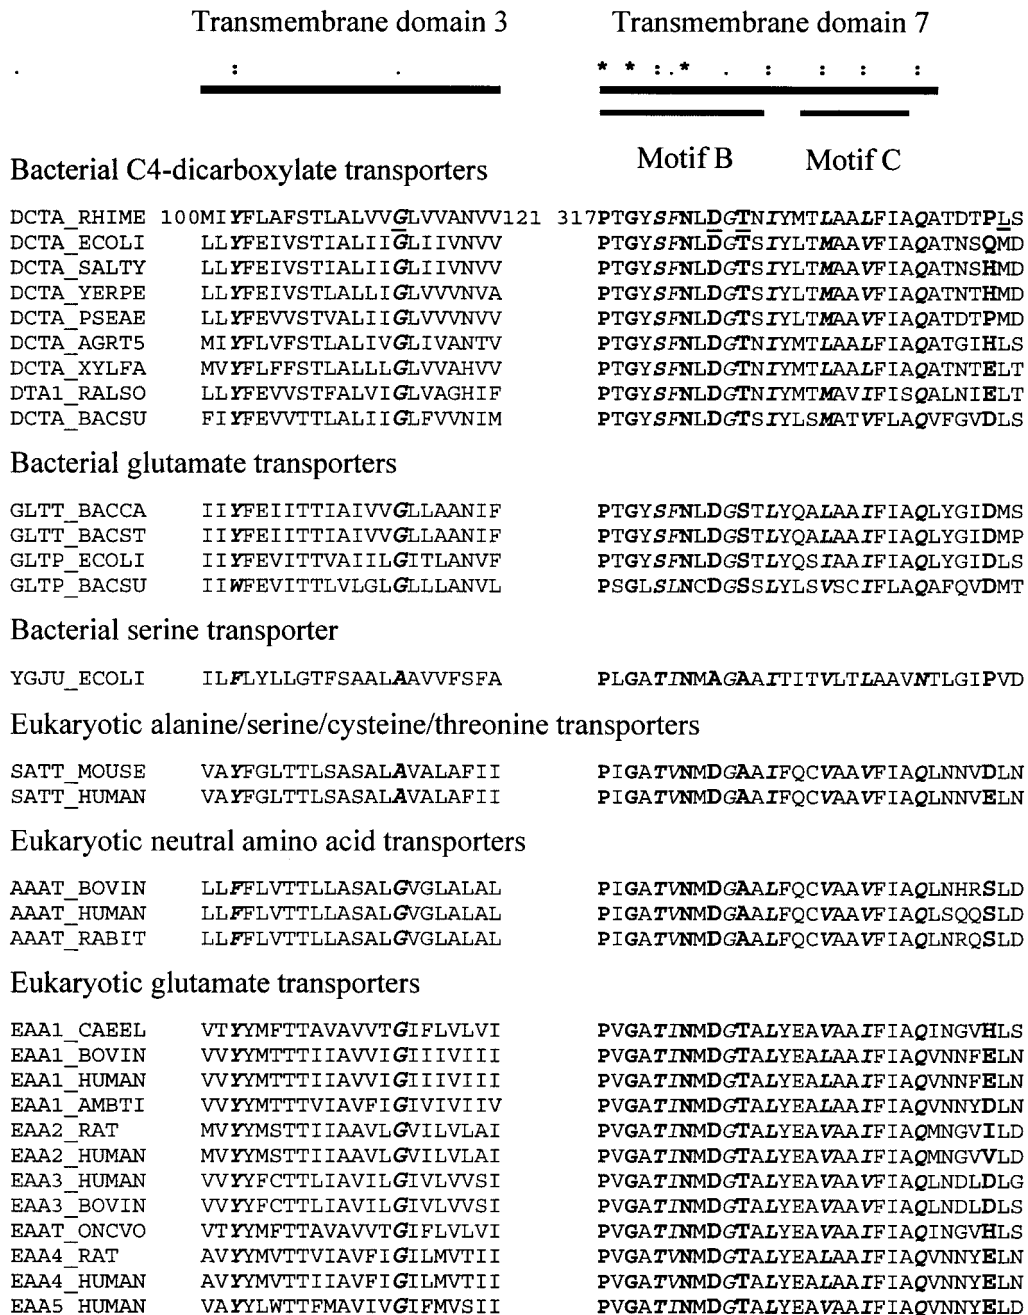 Transmembrane domain 3 Transmembrane domain 7
. : . * * : . * . : : : :
Motif B Motif C
Bacterial C4-dicarboxylate transporters
DCTA_RHIME 100MIYFLAFSTLALVVGLVVANVV121 317PTGYSFNLDGTNIYMTLAALFIAQATDTPLS
DCTA_ECOLI LLYFEIVSTIALIIGLIIVNVV PTGYSFNLDGTSIYLTMAAVFIAQATNSQMD
DCTA_SALTY LLYFEIVSTIALIIGLIIVNVV PTGYSFNLDGTSIYLTMAAVFIAQATNSHMD
DCTA_YERPE LLYFEIVSTLALLIGLVVVNVA PTGYSFNLDGTSIYLTMAAVFIAQATNTHMD
DCTA_PSEAE LLYFEVVSTVALIIGLVVVNVV PTGYSFNLDGTSIYLTMAAVFIAQATDTPMD
DCTA_AGRT5 MIYFLVFSTLALIVGLIVANTV PTGYSFNLDGTNIYMTLAALFIAQATGIHLS
DCTA_XYLFA MVYFLFFSTLALLLGLVVAHVV PTGYSFNLDGTNIYMTLAALFIAQATNTELT
DTA1_RALSO LLYFEVVSTFALVIGLVAGHIF PTGYSFNLDGTNIYMTMAVIFISQALNIELT
DCTA_BACSU FIYFEVVTTLALIIGLFVVNIM PTGYSFNLDGTSIYLSMATVFLAQVFGVDLS
Bacterial glutamate transporters
GLTT_BACCA IIYFEIITTIAIVVGLLAANIF PTGYSFNLDGSTLYQALAAIFIAQLYGIDMS
GLTT_BACST IIYFEIITTIAIVVGLLAANIF PTGYSFNLDGSTLYQALAAIFIAQLYGIDMP
GLTP_ECOLI IIYFEVITTVAIILGITLANVF PTGYSFNLDGSTLYQSIAAIFIAQLYGIDLS
GLTP_BACSU IIWFEVITTLVLGLGLLLANVL PSGLSLNCDGSSLYLSVSCIFLAQAFQVDMT
Bacterial serine transporter
YGJU_ECOLI ILFLYLLGTFSAALAAVVFSFA PLGATINMAGAAITITVLTLAAVNTLGIPVD
Eukaryotic alanine/serine/cysteine/threonine transporters
SATT_MOUSE VAYFGLTTLSASALAVALAFII PIGATVNMDGAAIFQCVAAVFIAQLNNVDLN
SATT_HUMAN VAYFGLTTLSASALAVALAFII PIGATVNMDGAAIFQCVAAVFIAQLNNVELN
Eukaryotic neutral amino acid transporters
AAAT_BOVIN LLFFLVTTLLASALGVGLALAL PIGATVNMDGAALFQCVAAVFIAQLNHRSLD
AAAT_HUMAN LLFFLVTTLLASALGVGLALAL PIGATVNMDGAALFQCVAAVFIAQLSQQSLD
AAAT_RABIT LLFFLVTTLLASALGVGLALAL PIGATVNMDGAALFQCVAAVFIAQLNRQSLD
Eukaryotic glutamate transporters
EAA1_CAEEL VTYYMFTTAVAVVTGIFLVLVI PVGATINMDGTALYEAVAAIFIAQINGVHLS
EAA1_BOVIN VVYYMTTTIIAVVIGIIIVIII PVGATINMDGTALYEALAAIFIAQVNNFELN
EAA1_HUMAN VVYYMTTTIIAVVIGIIIVIII PVGATINMDGTALYEALAAIFIAQVNNFELN
EAA1_AMBTI VVYYMTTTVIAVFIGIVIVIIV PVGATINMDGTALYEALAAIFIAQVNNYDLN
EAA2_RAT MVYYMSTTIIAAVLGVILVLAI PVGATINMDGTALYEAVAAIFIAQMNGVILD
EAA2_HUMAN MVYYMSTTIIAAVLGVILVLAI PVGATINMDGTALYEAVAAIFIAQMNGVVLD
EAA3_HUMAN VVYYFCTTLIAVILGIVLVVSI PVGATINMDGTALYEAVAAVFIAQLNDLDLG
EAA3_BOVIN VVYYFCTTLIAVILGIVLVVSI PVGATINMDGTALYEAVAAVFIAQLNDLDLS
EAAT_ONCVO VTYYMFTTAVAVVTGIFLVLVI PVGATINMDGTALYEAVAAIFIAQINGVHLS
EAA4_RAT AVYYMVTTVIAVFIGILMVTII PVGATVNMDGTALYEALAAIFIAQVNNYELN
EAA4_HUMAN AVYYMVTTVIAVFIGILMVTII PVGATVNMDGTALYEALAAIFIAQVNNYELN
EAA5_HUMAN VAYYLWTTFMAVIVGIFMVSII PVGATINMDGTALYEAVAAIFIAQVNNYELD